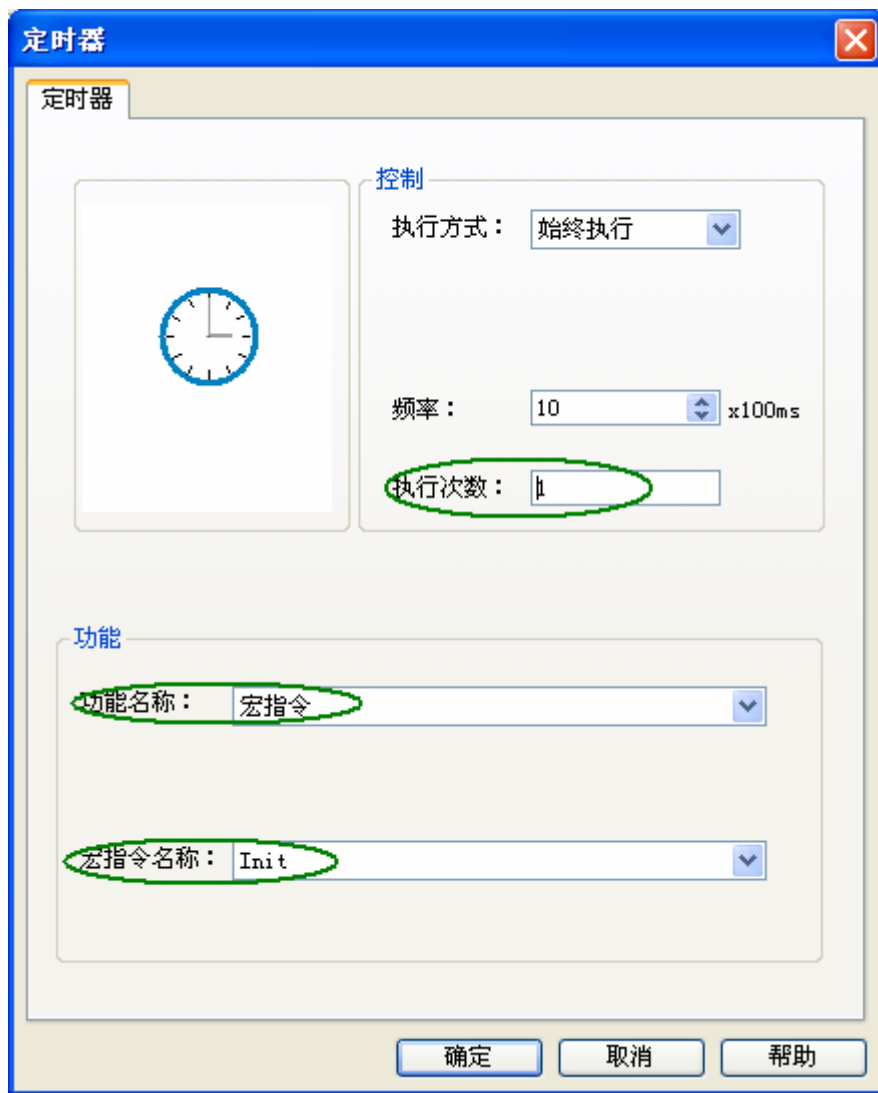 定时器
定时器
控制
执行方式： 始终执行
频率： 10 x100ms
执行次数： 1
功能
功能名称： 宏指令
宏指令名称： Init
确定 取消 帮助